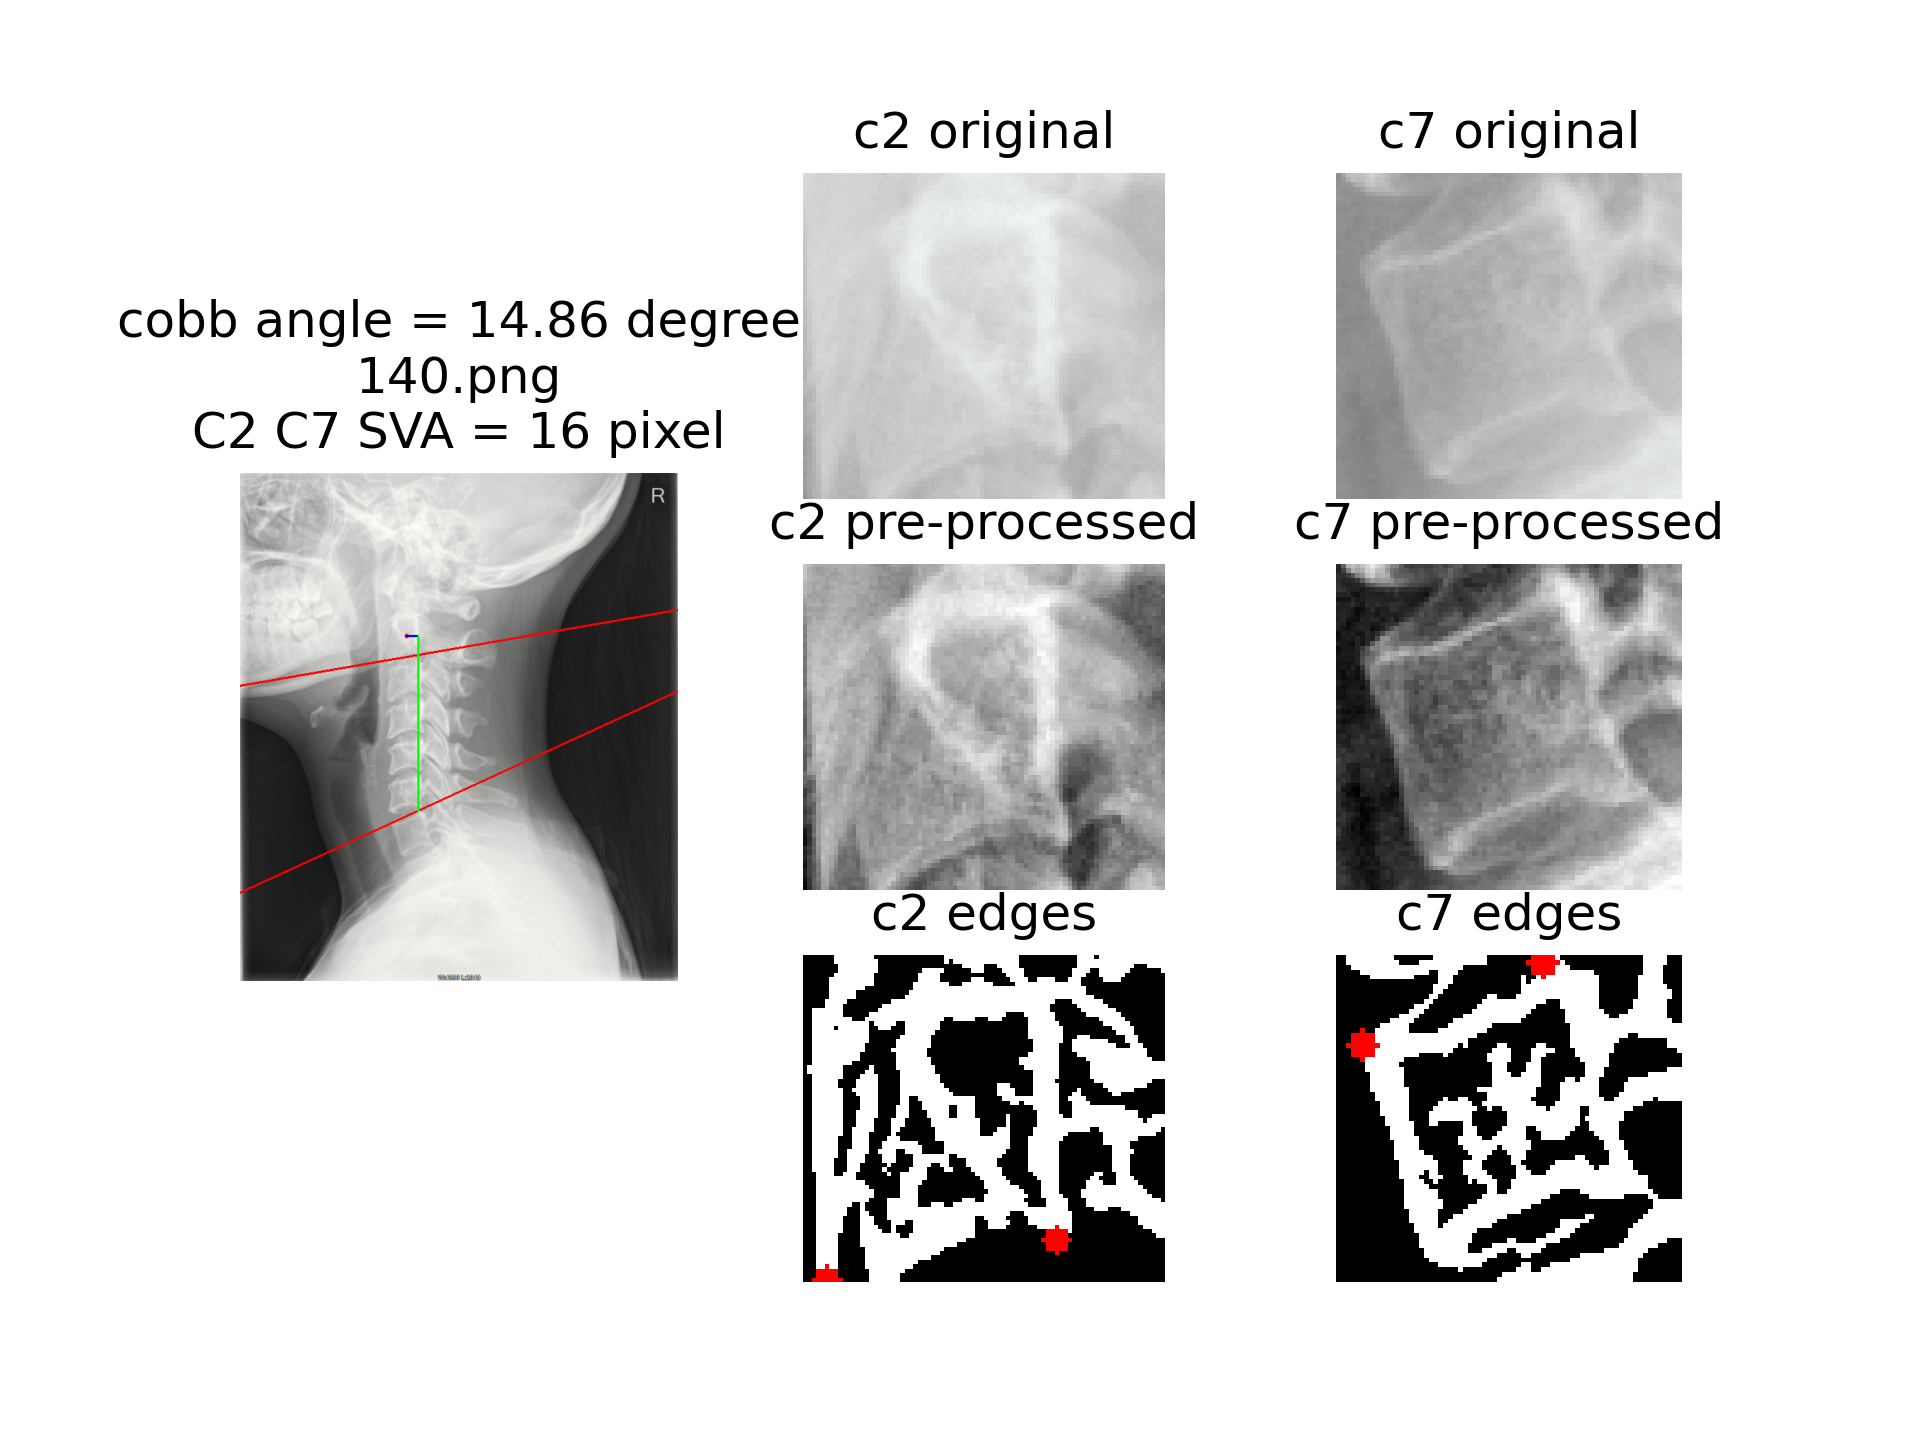 cobb angle = 14.86 degree
140.png
C2 C7 SVA = 16 pixel
R
c2 original
c7 original
c2 pre-processed
c7 pre-processed
c2 edges
c7 edges